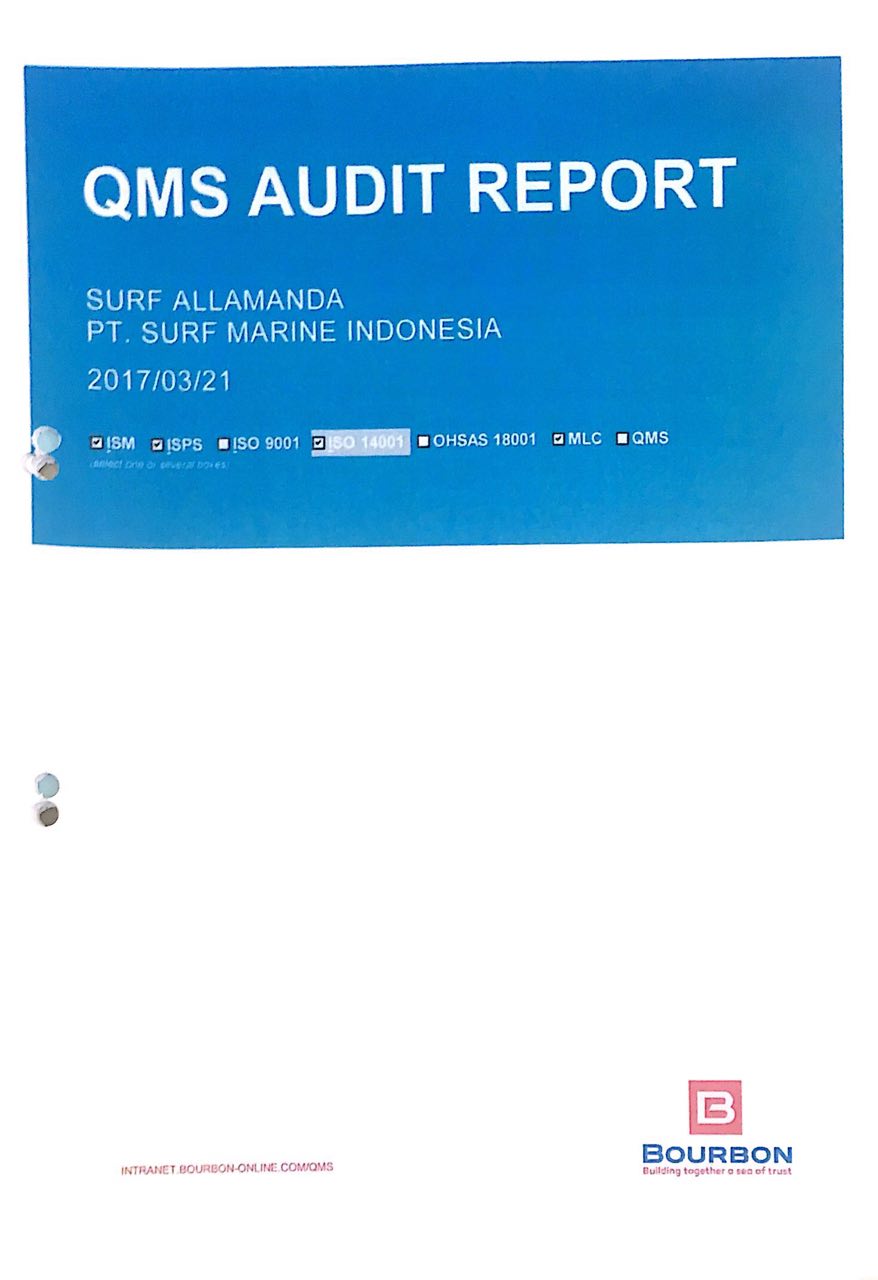 QMS AUDIT REPORT
SURF ALLAMANDA
PT. SURF MARINE INDONESIA
2017/03/21
☑ ISM ☑ ISPS ☐ ISO 9001 ☑ ISO 14001 ☐ OHSAS 18001 ☑ MLC ☐ QMS
(select one or several boxes)
INTRANET.BOURBON-ONLINE.COM/QMS
B
BOURBON
Building together a sea of trust